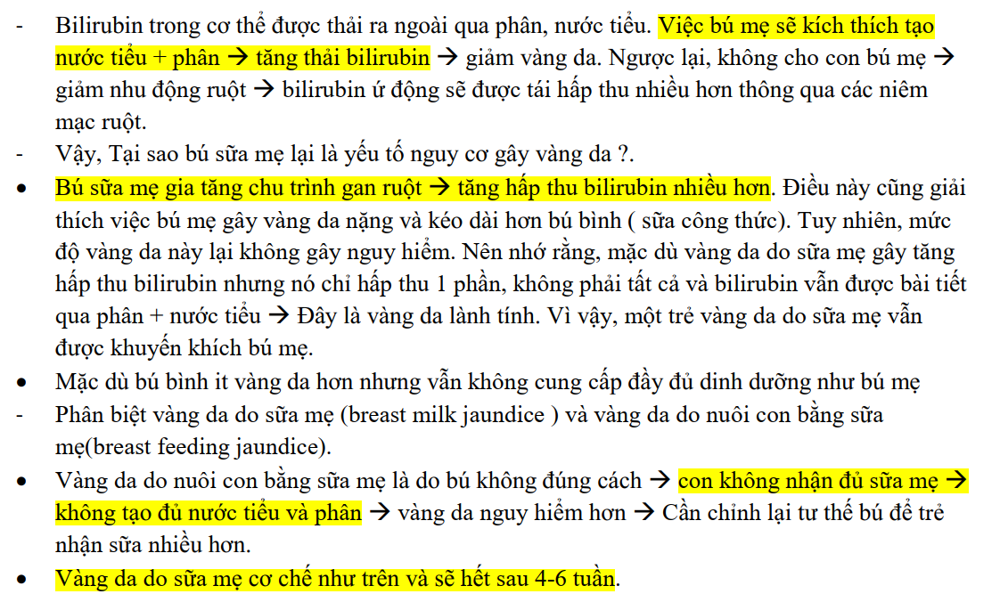 - Bilirubin trong cơ thể được thải ra ngoài qua phân, nước tiểu. Việc bú mẹ sẽ kích thích tạo
nước tiểu + phân → tăng thải bilirubin → giảm vàng da. Ngược lại, không cho con bú mẹ →
giảm nhu động ruột → bilirubin ứ động sẽ được tái hấp thu nhiều hơn thông qua các niêm
mạc ruột.
- Vậy, Tại sao bú sữa mẹ lại là yếu tố nguy cơ gây vàng da ?.
• Bú sữa mẹ gia tăng chu trình gan ruột → tăng hấp thu bilirubin nhiều hơn. Điều này cũng giải
thích việc bú mẹ gây vàng da nặng và kéo dài hơn bú bình ( sữa công thức). Tuy nhiên, mức
độ vàng da này lại không gây nguy hiểm. Nên nhớ rằng, mặc dù vàng da do sữa mẹ gây tăng
hấp thu bilirubin nhưng nó chỉ hấp thu 1 phần, không phải tất cả và bilirubin vẫn được bài tiết
qua phân + nước tiểu → Đây là vàng da lành tính. Vì vậy, một trẻ vàng da do sữa mẹ vẫn
được khuyến khích bú mẹ.
• Mặc dù bú bình it vàng da hơn nhưng vẫn không cung cấp đầy đủ dinh dưỡng như bú mẹ
- Phân biệt vàng da do sữa mẹ (breast milk jaundice ) và vàng da do nuôi con bằng sữa
mẹ(breast feeding jaundice).
• Vàng da do nuôi con bằng sữa mẹ là do bú không đúng cách → con không nhận đủ sữa mẹ →
không tạo đủ nước tiểu và phân → vàng da nguy hiểm hơn → Cần chỉnh lại tư thế bú để trẻ
nhận sữa nhiều hơn.
• Vàng da do sữa mẹ cơ chế như trên và sẽ hết sau 4-6 tuần.